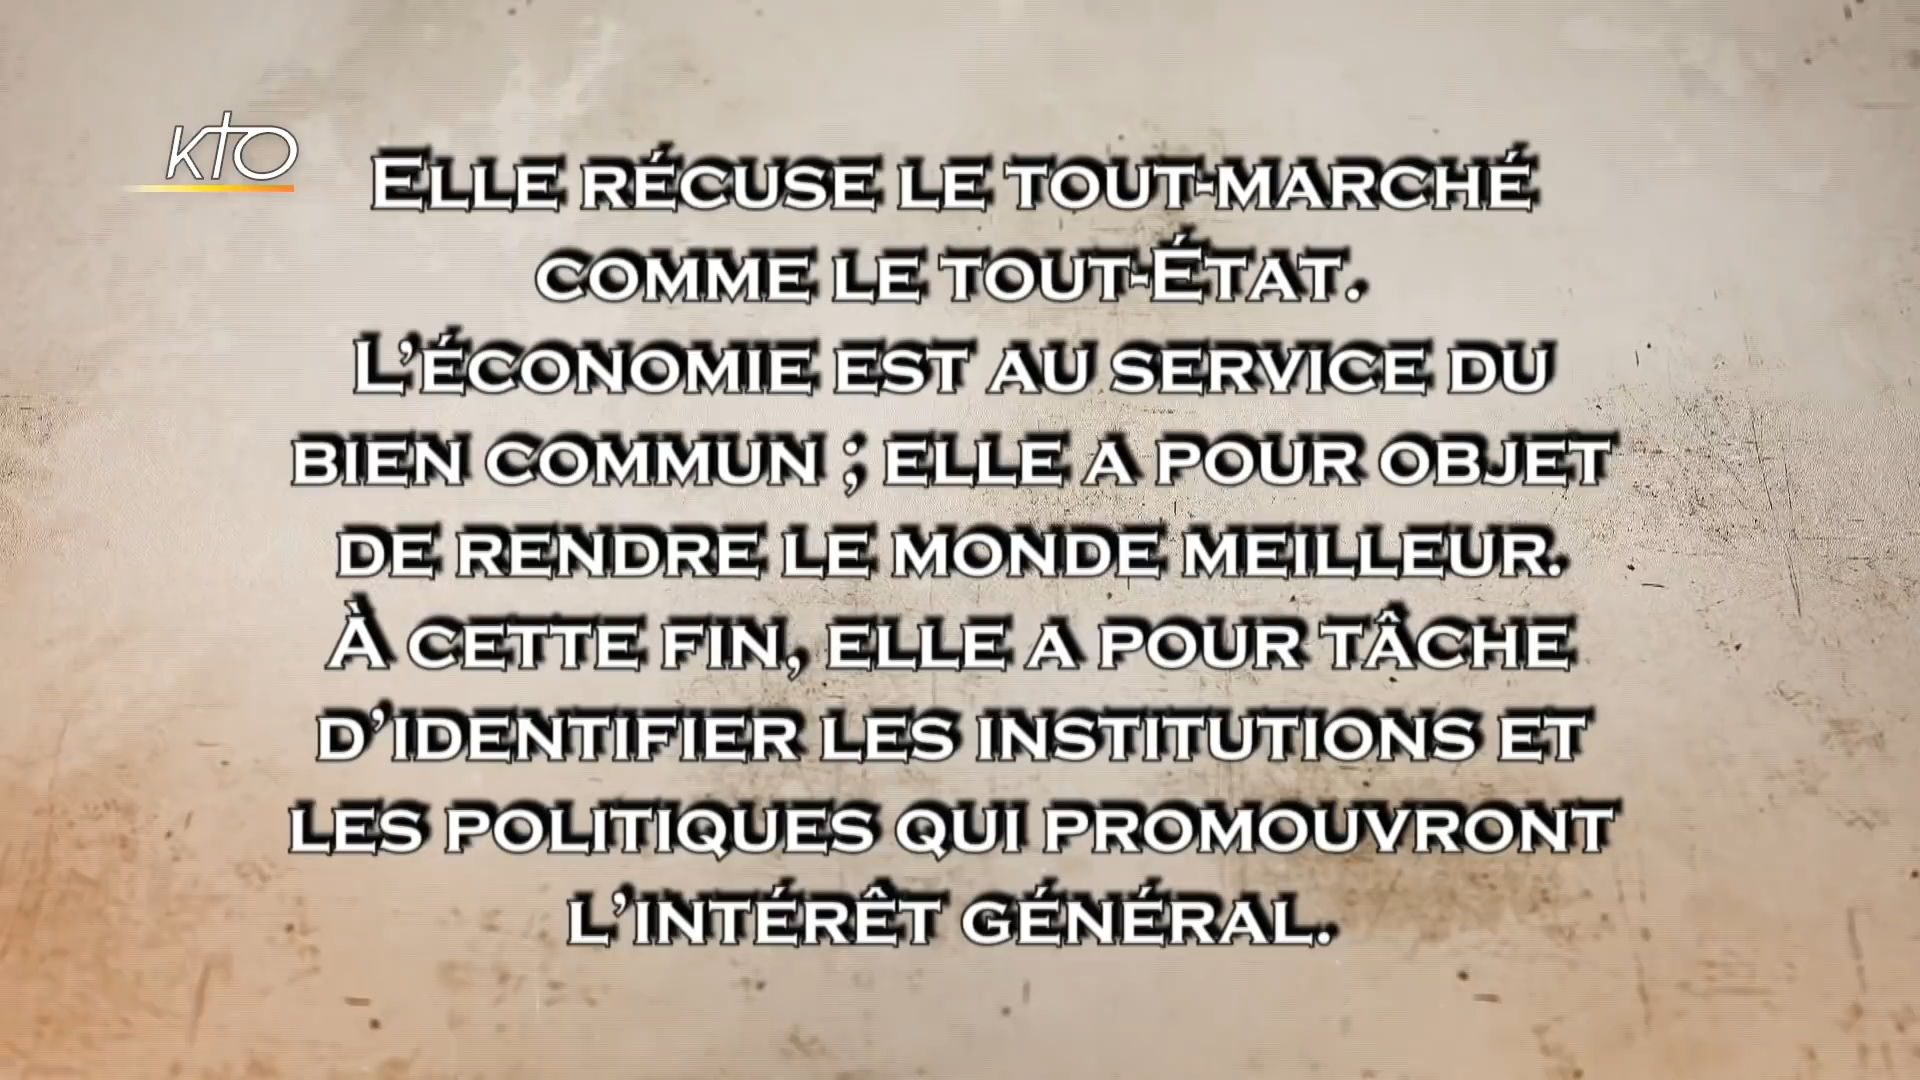 KTO
Elle récuse le tout-marché
comme le tout-État.
L’économie est au service du
bien commun ; elle a pour objet
de rendre le monde meilleur.
À cette fin, elle a pour tâche
d’identifier les institutions et
les politiques qui promouvront
l’intérêt général.